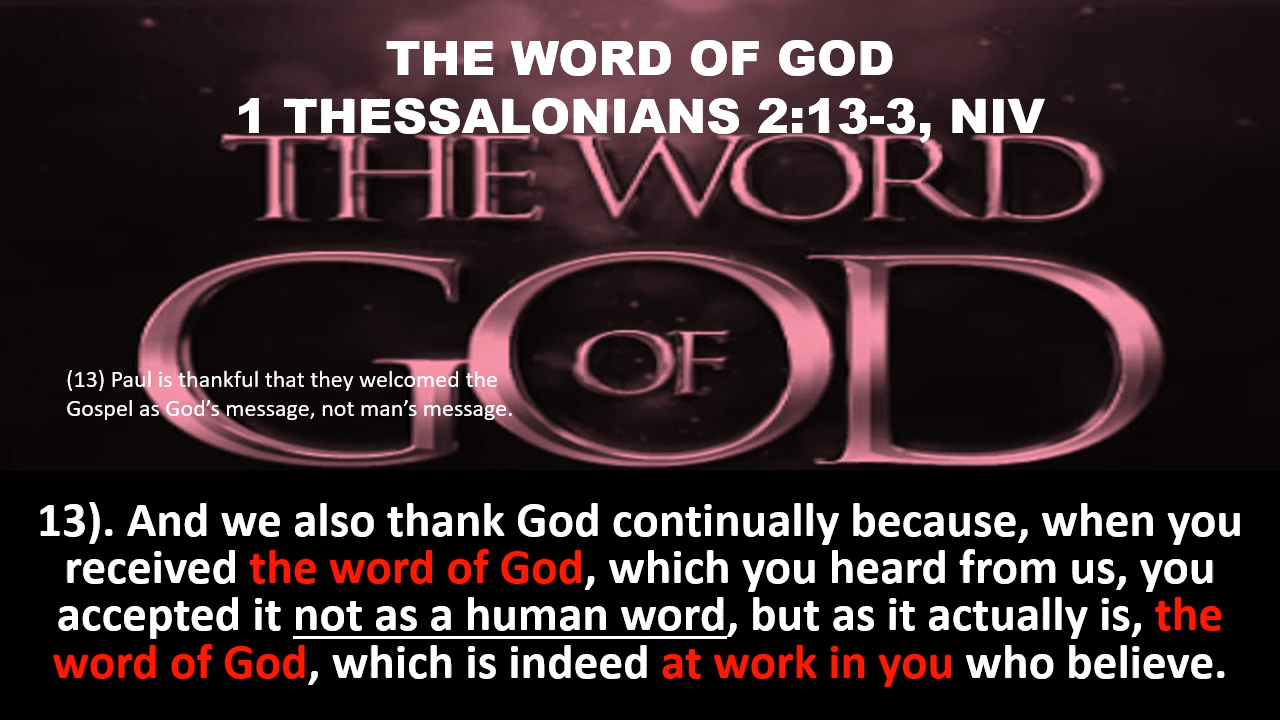 THE WORD OF GOD
1 THESSALONIANS 2:13-3, NIV
THE WORD
OF
GOD
(13) Paul is thankful that they welcomed the
Gospel as God’s message, not man’s message.
13). And we also thank God continually because, when you
received the word of God, which you heard from us, you
accepted it not as a human word, but as it actually is, the
word of God, which is indeed at work in you who believe.